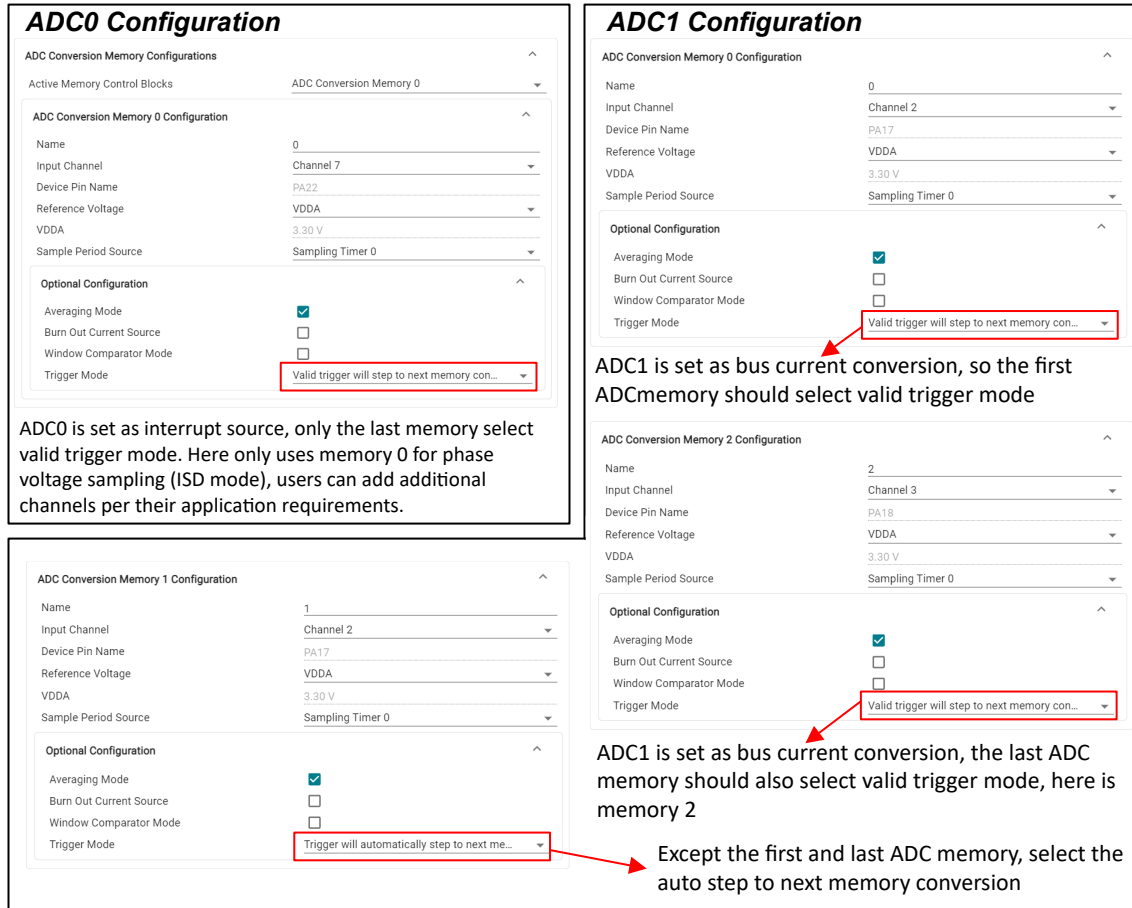 ADC0 Configuration
ADC Conversion Memory Configurations
Active Memory Control Blocks ADC Conversion Memory 0
ADC Conversion Memory 0 Configuration
Name 0
Input Channel Channel 7
Device Pin Name PA22
Reference Voltage VDDA
VDDA 3.30 V
Sample Period Source Sampling Timer 0
Optional Configuration
Averaging Mode
Burn Out Current Source
Window Comparator Mode
Trigger Mode Valid trigger will step to next memory con...
ADC0 is set as interrupt source, only the last memory select
valid trigger mode. Here only uses memory 0 for phase
voltage sampling (ISD mode), users can add additional
channels per their application requirements.
ADC1 Configuration
ADC Conversion Memory 0 Configuration
Name 0
Input Channel Channel 2
Device Pin Name PA17
Reference Voltage VDDA
VDDA 3.30 V
Sample Period Source Sampling Timer 0
Optional Configuration
Averaging Mode
Burn Out Current Source
Window Comparator Mode
Trigger Mode Valid trigger will step to next memory con...
ADC1 is set as bus current conversion, so the first
ADCmemory should select valid trigger mode
ADC Conversion Memory 1 Configuration
Name 1
Input Channel Channel 2
Device Pin Name PA17
Reference Voltage VDDA
VDDA 3.30 V
Sample Period Source Sampling Timer 0
Optional Configuration
Averaging Mode
Burn Out Current Source
Window Comparator Mode
Trigger Mode Trigger will automatically step to next me...
ADC Conversion Memory 2 Configuration
Name 2
Input Channel Channel 3
Device Pin Name PA18
Reference Voltage VDDA
VDDA 3.30 V
Sample Period Source Sampling Timer 0
Optional Configuration
Averaging Mode
Burn Out Current Source
Window Comparator Mode
Trigger Mode Valid trigger will step to next memory con...
ADC1 is set as bus current conversion, the last ADC
memory should also select valid trigger mode, here is
memory 2
Except the first and last ADC memory, select the
auto step to next memory conversion